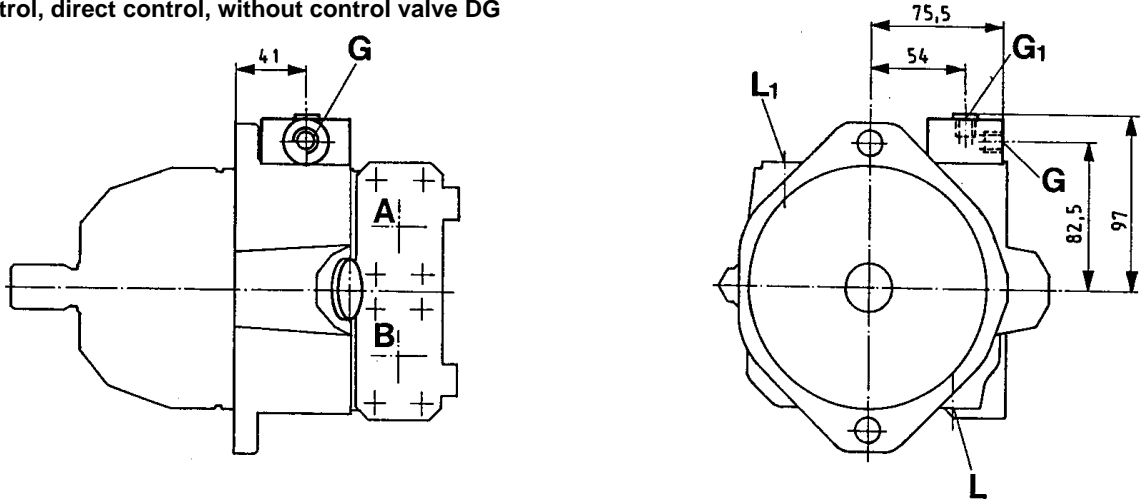 trol, direct control, without control valve DG
75,5
41
G
54
G1
L1
A
G
82,5
97
B
L